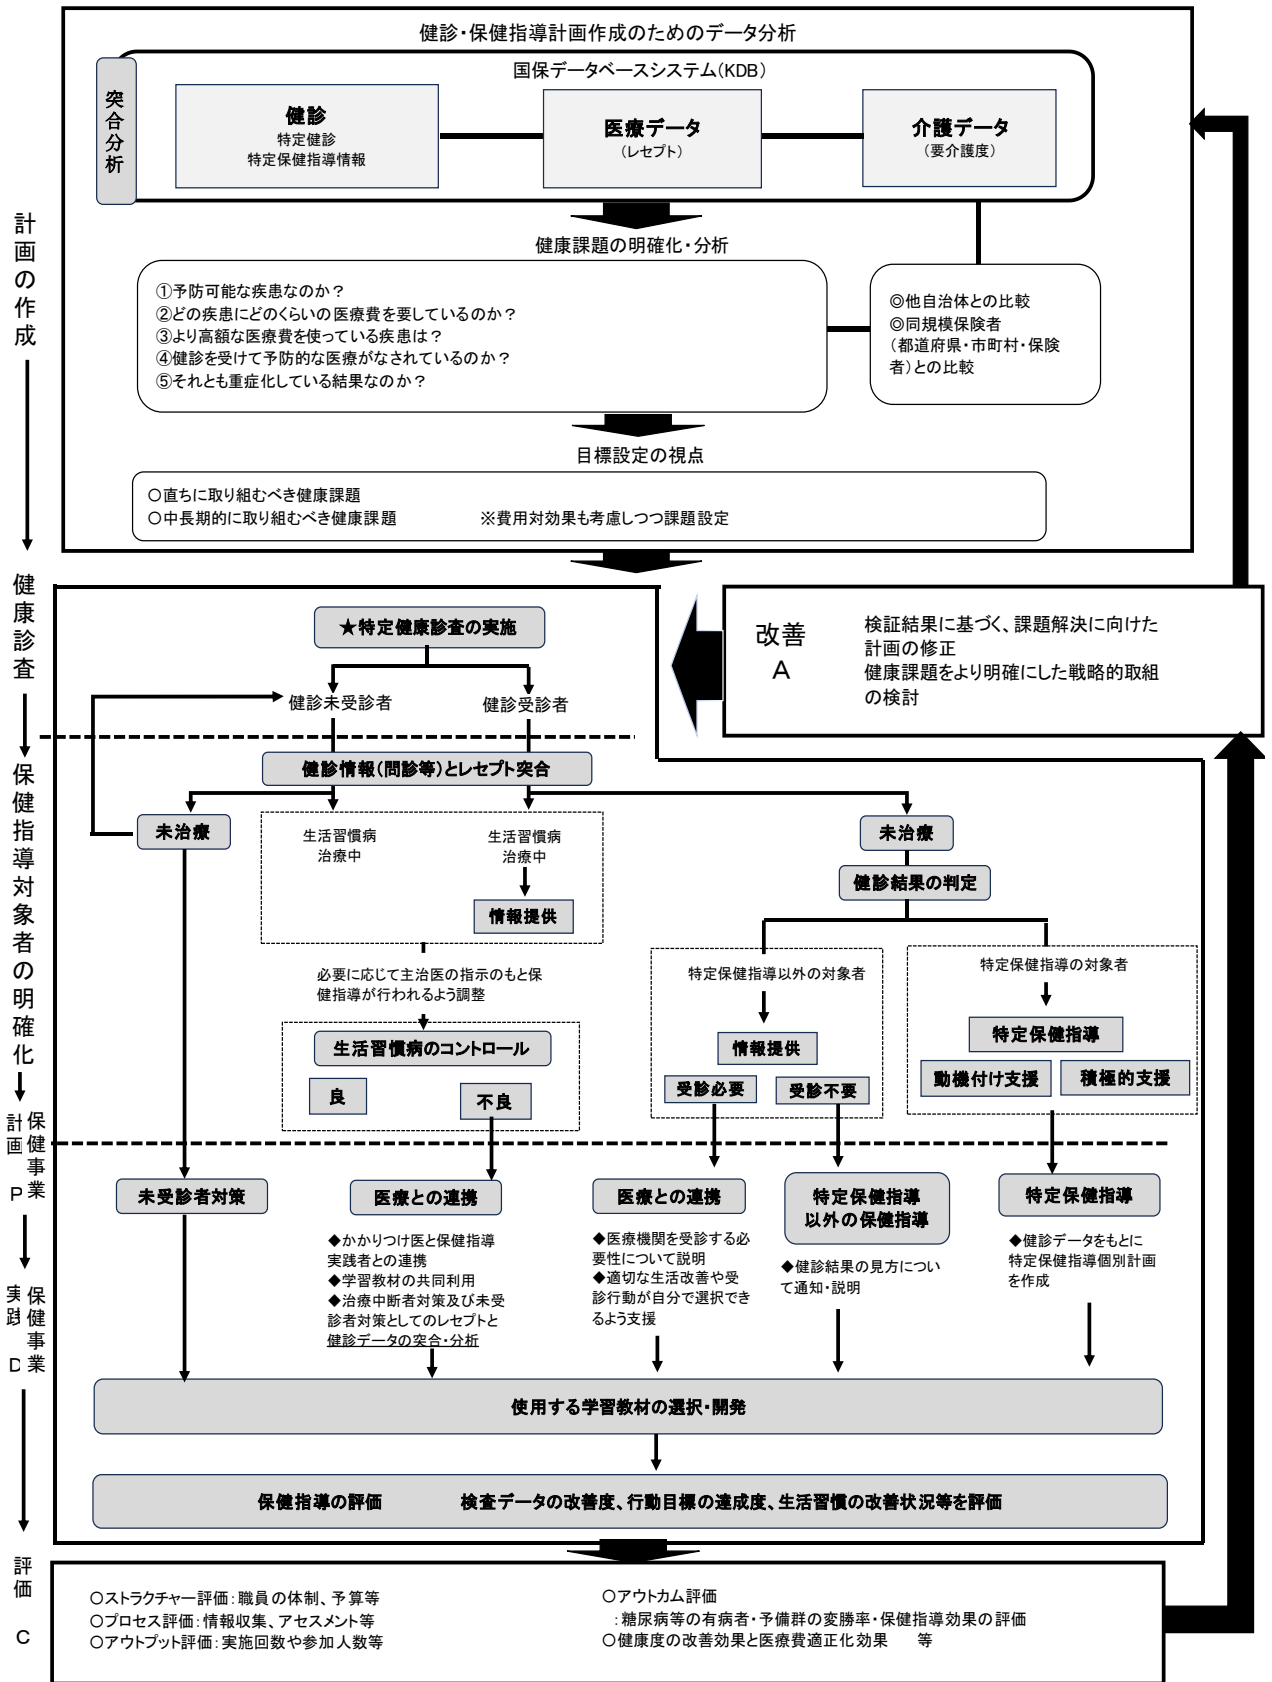 健診・保健指導計画作成のためのデータ分析
国保データベースシステム(KDB)
突合分析
健診
特定健診
特定保健指導情報
医療データ
(レセプト)
介護データ
(要介護度)
計画の作成
健康課題の明確化・分析
①予防可能な疾患なのか？
②どの疾患にどのくらいの医療費を要しているのか？
③より高額な医療費を使っている疾患は？
④健診を受けて予防的な医療がなされているのか？
⑤それとも重症化している結果なのか？
◎他自治体との比較
◎同規模保険者
(都道府県・市町村・保険
者)との比較
目標設定の視点
○直ちに取り組むべき健康課題
○中長期的に取り組むべき健康課題　※費用対効果も考慮しつつ課題設定
改善
A
検証結果に基づく、課題解決に向けた
計画の修正
健康課題をより明確にした戦略的取組
の検討
健康診査
★特定健康診査の実施
健診未受診者
健診受診者
保健指導対象者の明確化
健診情報(問診等)とレセプト突合
未治療
生活習慣病
治療中
生活習慣病
治療中
情報提供
未治療
健診結果の判定
必要に応じて主治医の指示のもと保
健指導が行われるよう調整
生活習慣病のコントロール
良
不良
特定保健指導以外の対象者
情報提供
受診必要
受診不要
特定保健指導の対象者
特定保健指導
動機付け支援
積極的支援
保健事業
計画 P
未受診者対策
医療との連携
◆かかりつけ医と保健指導
実践者との連携
◆学習教材の共同利用
◆治療中断者対策及び未受
診者対策としてのレセプトと
健診データの突合・分析
医療との連携
◆医療機関を受診する必
要性について説明
◆適切な生活改善や受
診行動が自分で選択でき
るよう支援
特定保健指導
以外の保健指導
◆健診結果の見方につい
て通知・説明
特定保健指導
◆健診データをもとに
特定保健指導個別計画
を作成
保健事業
実践 D
使用する学習教材の選択・開発
保健指導の評価　検査データの改善度、行動目標の達成度、生活習慣の改善状況等を評価
評価 C
○ストラクチャー評価：職員の体制、予算等
○プロセス評価：情報収集、アセスメント等
○アウトプット評価：実施回数や参加人数等
○アウトカム評価
：糖尿病等の有病者・予備群の変勝率・保健指導効果の評価
○健康度の改善効果と医療費適正化効果　等